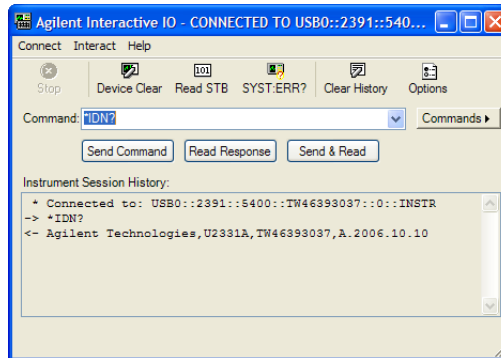 Agilent Interactive IO - CONNECTED TO USB0::2391::540...
Connect Interact Help
Stop Device Clear Read STB SYST:ERR? Clear History Options
Command: *IDN? Commands
Send Command Read Response Send & Read
Instrument Session History:
* Connected to: USB0::2391::5400::TW46393037::0::INSTR
-> *IDN?
<- Agilent Technologies,U2331A,TW46393037,A.2006.10.10